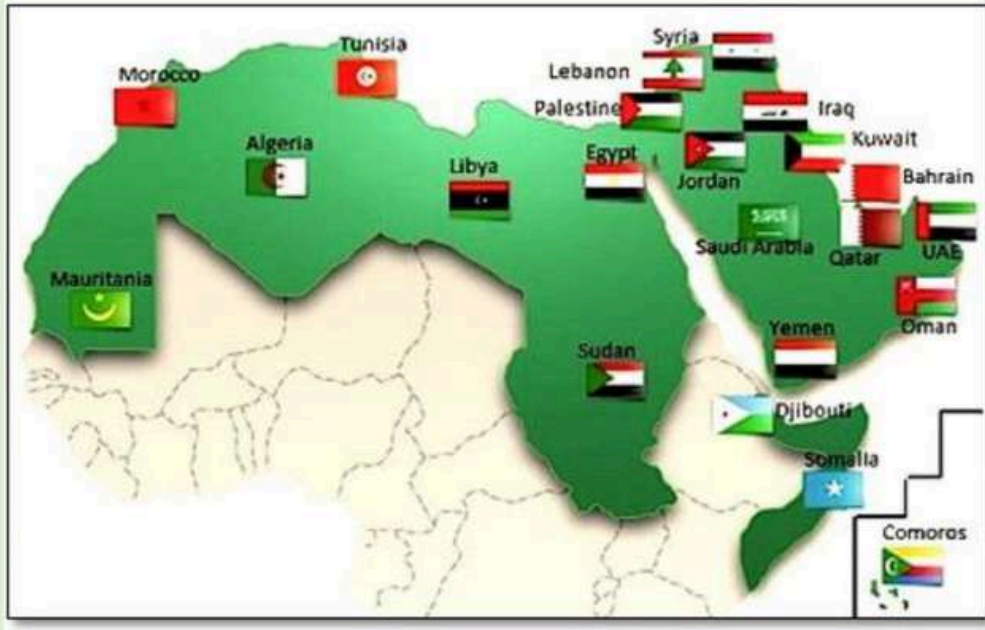 Tunisia
Syria
Morocco
Lebanon
Palestine
Iraq
Kuwait
Algeria
Libya
Egypt
Jordan
Bahrain
Saudi Arabia
Qatar
UAE
Mauritania
Oman
Yemen
Sudan
Djibouti
Somalia
Comoros